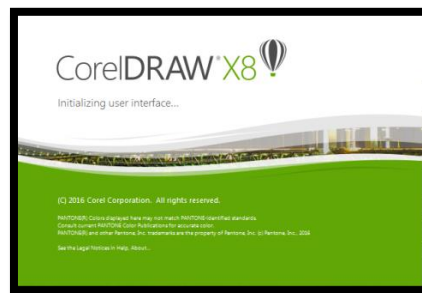 CorelDRAW® X8
Initializing user interface...
(C) 2016 Corel Corporation. All rights reserved.
PANTONE(R) Colors displayed here may not match PANTONE-identified standards.
Consult current PANTONE Color Publications for accurate color.
PANTONE(R) and other Pantone, Inc. trademarks are the property of Pantone, Inc. (c) Pantone, Inc., 2016
See the Legal Notices in Help, About...